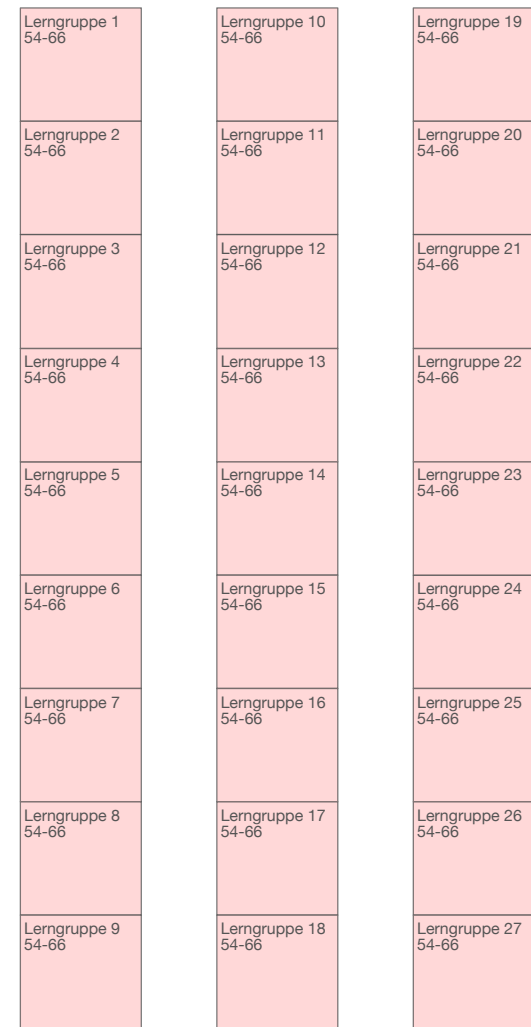 Lerngruppe 1
54-66
Lerngruppe 2
54-66
Lerngruppe 3
54-66
Lerngruppe 4
54-66
Lerngruppe 5
54-66
Lerngruppe 6
54-66
Lerngruppe 7
54-66
Lerngruppe 8
54-66
Lerngruppe 9
54-66
Lerngruppe 10
54-66
Lerngruppe 11
54-66
Lerngruppe 12
54-66
Lerngruppe 13
54-66
Lerngruppe 14
54-66
Lerngruppe 15
54-66
Lerngruppe 16
54-66
Lerngruppe 17
54-66
Lerngruppe 18
54-66
Lerngruppe 19
54-66
Lerngruppe 20
54-66
Lerngruppe 21
54-66
Lerngruppe 22
54-66
Lerngruppe 23
54-66
Lerngruppe 24
54-66
Lerngruppe 25
54-66
Lerngruppe 26
54-66
Lerngruppe 27
54-66